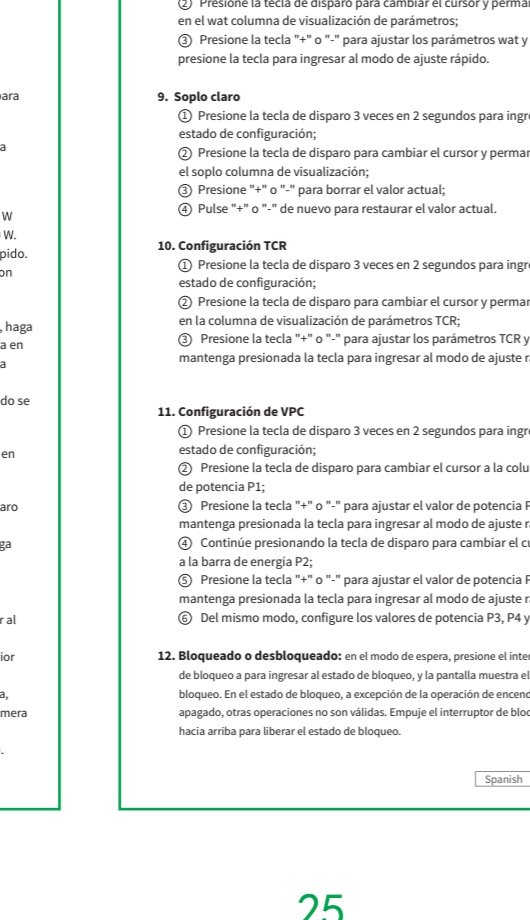 para
a
W
W.
pido.
on
, haga
a en
a
do se
en
aro
ga
r al
ior
a,
mera
.
② Presione la tecla de disparo para cambiar el cursor y
en el wat columna de visualización de parámetros;
③ Presione la tecla "+" o "-" para ajustar los parámetros wat y
presione la tecla para ingresar al modo de ajuste rápido.
9. Soplo claro
① Presione la tecla de disparo 3 veces en 2 segundos para
estado de configuración;
② Presione la tecla de disparo para cambiar el cursor y
el soplo columna de visualización;
③ Presione "+" o "-" para borrar el valor actual;
④ Pulse "+" o "-" de nuevo para restaurar el valor actual.
10. Configuración TCR
① Presione la tecla de disparo 3 veces en 2 segundos para
estado de configuración;
② Presione la tecla de disparo para cambiar el cursor y
en la columna de visualización de parámetros TCR;
③ Presione la tecla "+" o "-" para ajustar los parámetros TCR y
mantenga presionada la tecla para ingresar al modo de ajuste
11. Configuración de VPC
① Presione la tecla de disparo 3 veces en 2 segundos para
estado de configuración;
② Presione la tecla de disparo para cambiar el cursor a la
de potencia P1;
③ Presione la tecla "+" o "-" para ajustar el valor de potencia
mantenga presionada la tecla para ingresar al modo de ajuste
④ Continúe presionando la tecla de disparo para cambiar el
a la barra de energía P2;
⑤ Presione la tecla "+" o "-" para ajustar el valor de potencia
mantenga presionada la tecla para ingresar al modo de ajuste
⑥ Del mismo modo, configure los valores de potencia P3, P4 y
12. Bloqueado o desbloqueado: en el modo de espera, presione el
de bloqueo a para ingresar al estado de bloqueo, y la pantalla muestra el
bloqueo. En el estado de bloqueo, a excepción de la operación de
apagado, otras operaciones no son válidas. Empuje el interruptor de
hacia arriba para liberar el estado de bloqueo.
Spanish
25